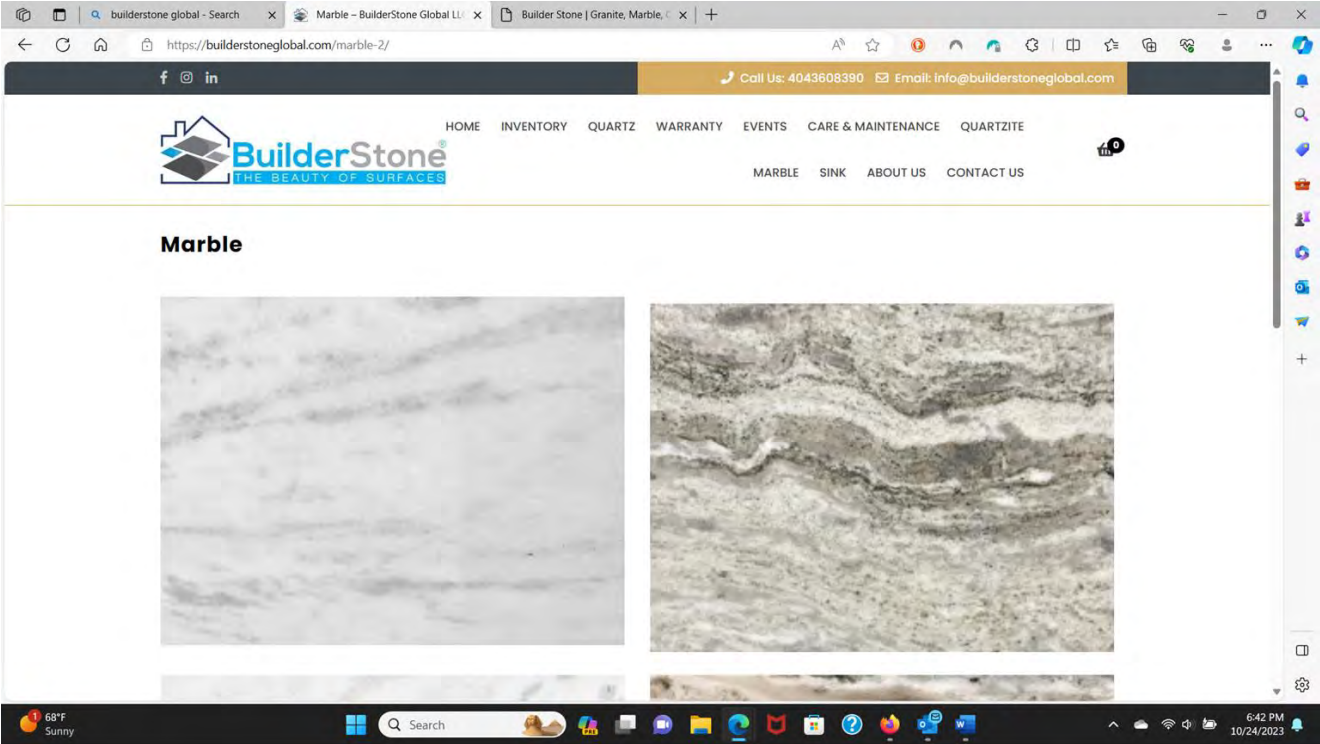 builderstone global - Search
Marble – BuilderStone Global LL
Builder Stone | Granite, Marble, 
https://builderstoneglobal.com/marble-2/
Call Us: 4043608390 Email: info@builderstoneglobal.com
HOME INVENTORY QUARTZ WARRANTY EVENTS CARE & MAINTENANCE QUARTZITE
MARBLE SINK ABOUT US CONTACT US
BuilderStone®
THE BEAUTY OF SURFACES
0
Marble
1
68°F
Sunny
Search
PRE
6:42 PM
10/24/2023